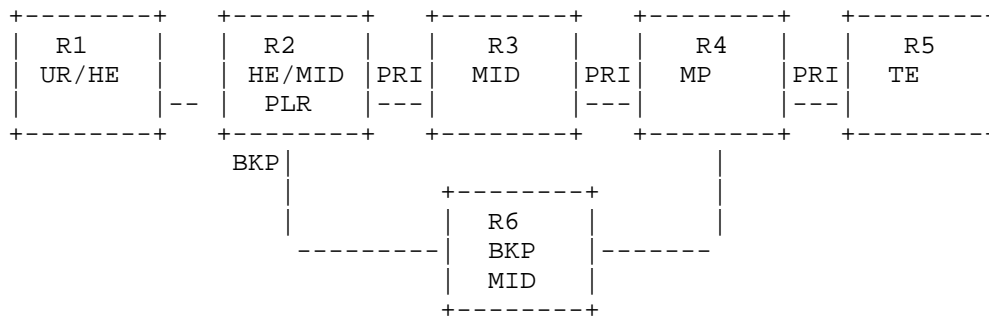 R1 R2 R3 R4 R5
UR/HE HE/MID PRI MID PRI MP PRI TE
PLR
BKP
R6
BKP
MID